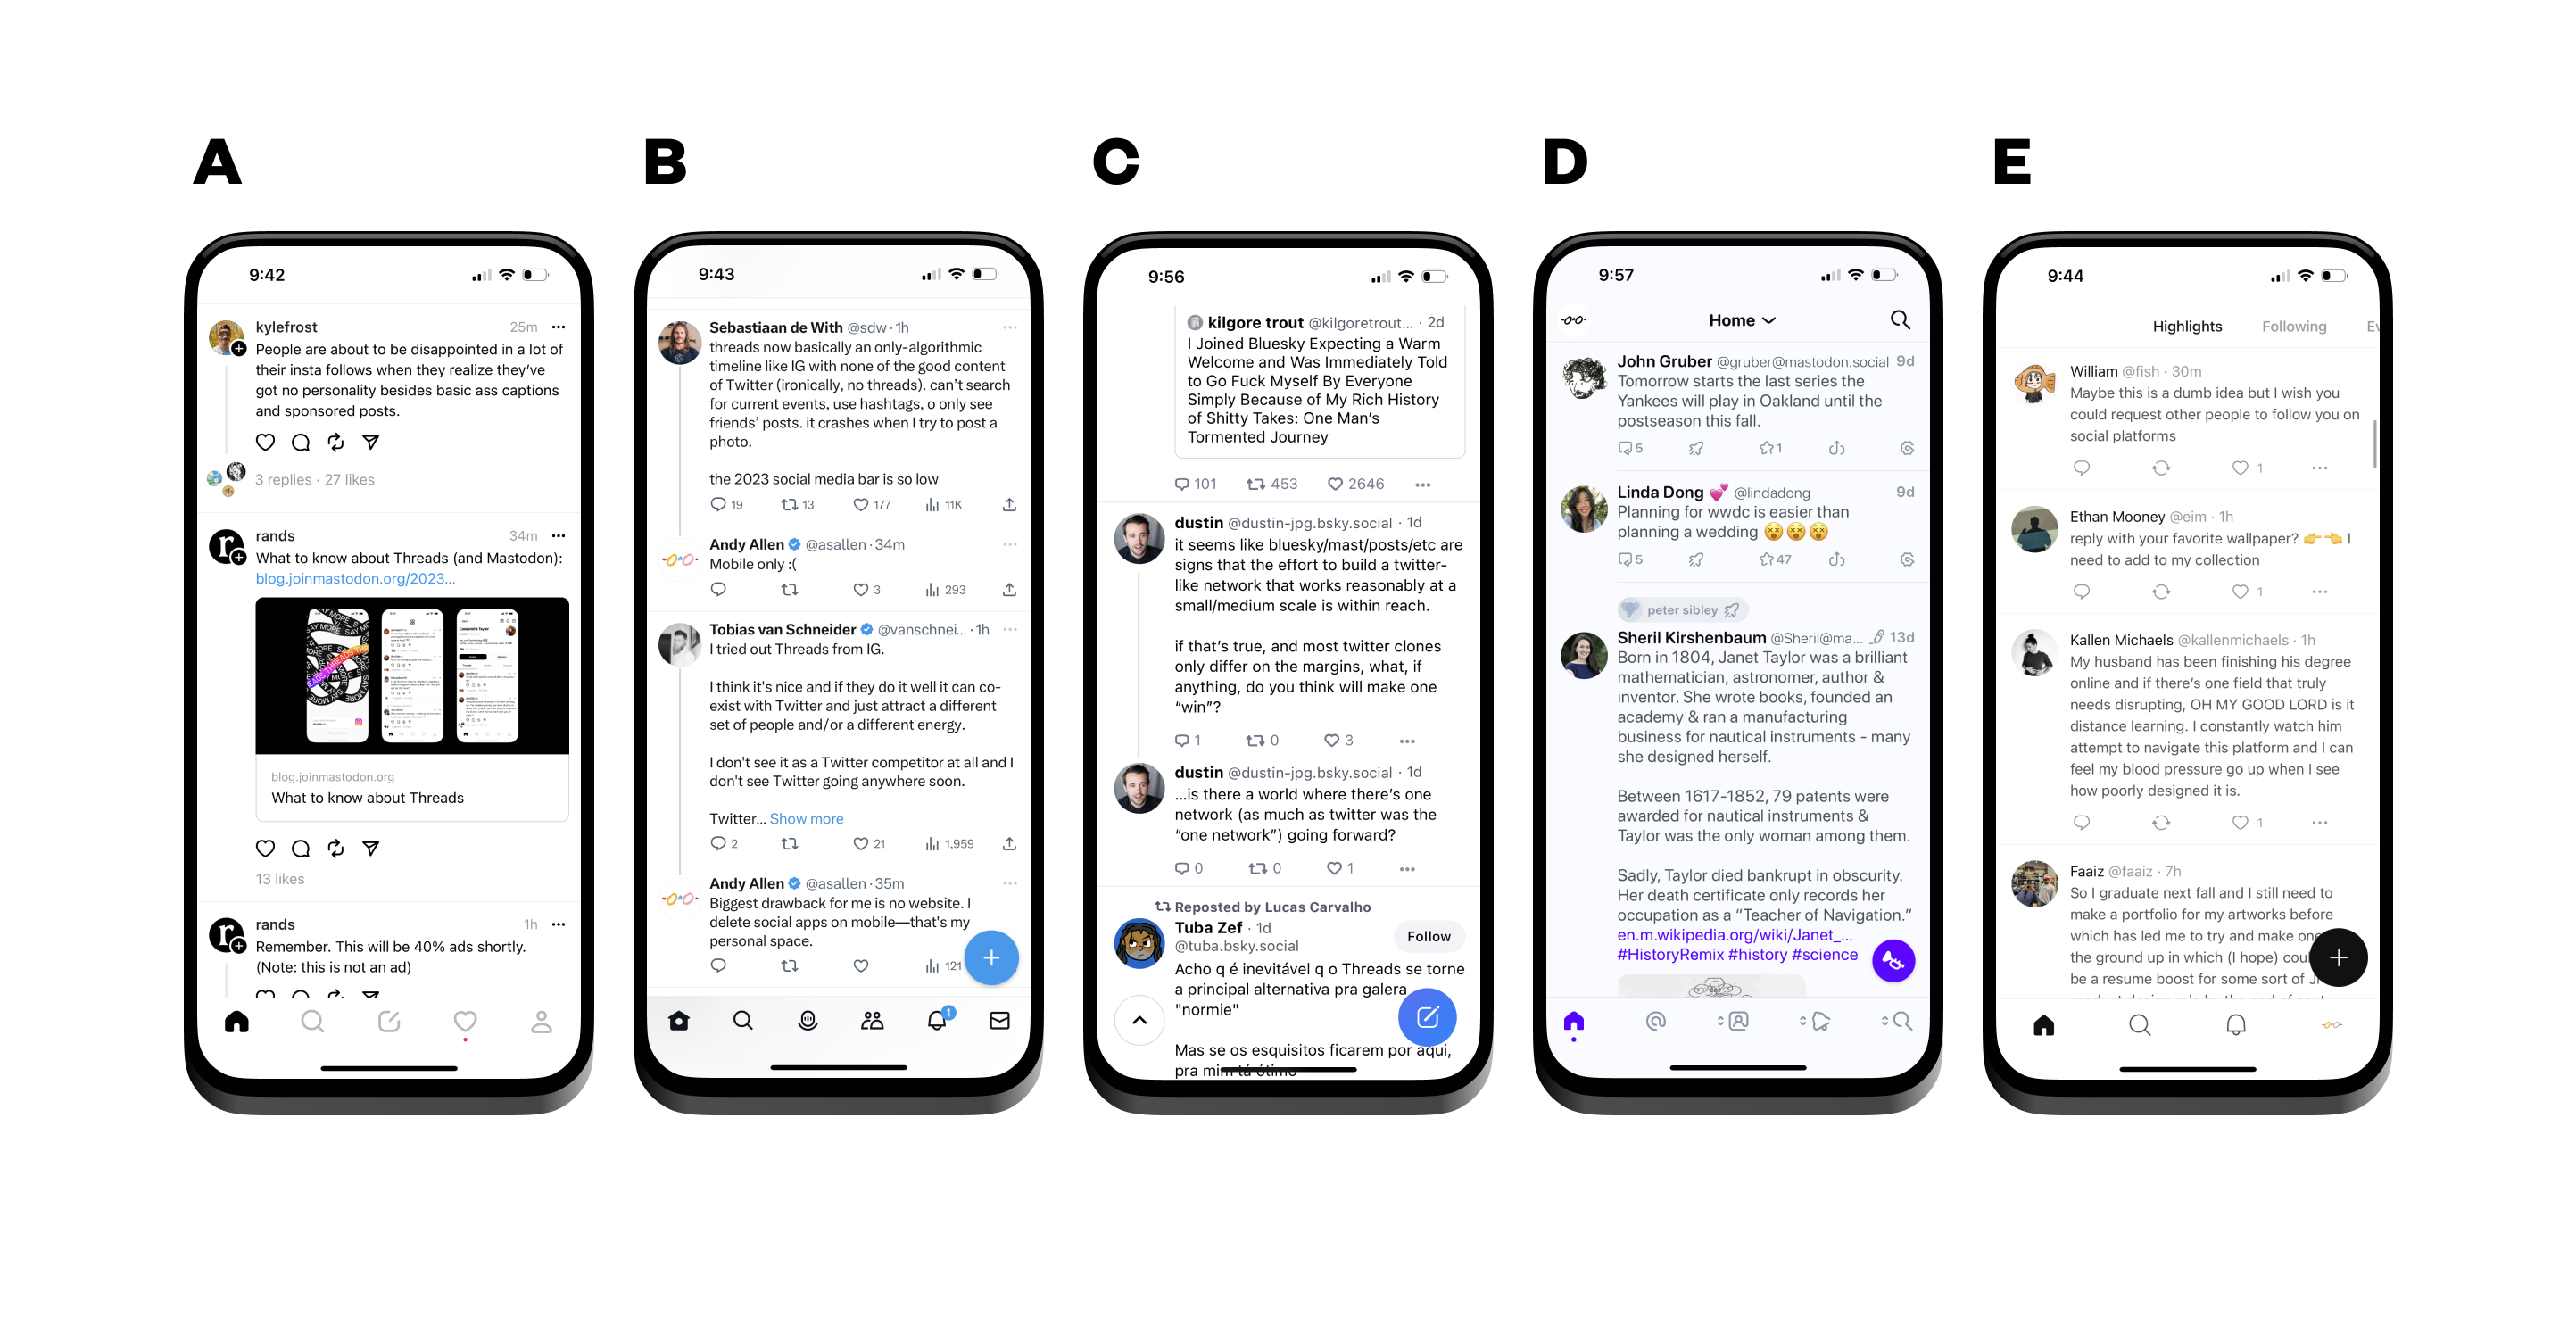 A
9:42
kylefrost 25m
People are about to be disappointed in a lot of
their insta follows when they realize they've
got no personality besides basic ass captions
and sponsored posts.
3 replies · 27 likes
rands 34m
What to know about Threads (and Mastodon):
blog.joinmastodon.org/2023...
blog.joinmastodon.org
What to know about Threads
13 likes
rands 1h
Remember. This will be 40% ads shortly.
(Note: this is not an ad)
B
9:43
Sebastiaan de With @sdw · 1h
threads now basically an only-algorithmic
timeline like IG with none of the good content
of Twitter (ironically, no threads). can't search
for current events, use hashtags, o only see
friends' posts. it crashes when I try to post a
photo.
the 2023 social media bar is so low
19 13 177 11K
Andy Allen @asallen · 34m
Mobile only :(
3 293
Tobias van Schneider @vanschnei... · 1h
I tried out Threads from IG.
I think it's nice and if they do it well it can co-
exist with Twitter and just attract a different
set of people and/or a different energy.
I don't see it as a Twitter competitor at all and I
don't see Twitter going anywhere soon.
Twitter... Show more
2 21 1,959
Andy Allen @asallen · 35m
Biggest drawback for me is no website. I
delete social apps on mobile—that's my
personal space.
121
1
C
9:56
kilgore trout @kilgoretrout... · 2d
I Joined Bluesky Expecting a Warm
Welcome and Was Immediately Told
to Go Fuck Myself By Everyone
Simply Because of My Rich History
of Shitty Takes: One Man's
Tormented Journey
101 453 2646
dustin @dustin-jpg.bsky.social · 1d
it seems like bluesky/mast/posts/etc are
signs that the effort to build a twitter-
like network that works reasonably at a
small/medium scale is within reach.
if that's true, and most twitter clones
only differ on the margins, what, if
anything, do you think will make one
“win”?
1 0 3
dustin @dustin-jpg.bsky.social · 1d
...is there a world where there's one
network (as much as twitter was the
“one network”) going forward?
0 0 1
Reposted by Lucas Carvalho
Tuba Zef · 1d
@tuba.bsky.social
Follow
Acho q é inevitável q o Threads se torne
a principal alternativa pra galera
"normie"
Mas se os esquisitos ficarem por aqui,
pra mim tá ótimo
D
9:57
Home
John Gruber @gruber@mastodon.social 9d
Tomorrow starts the last series the
Yankees will play in Oakland until the
postseason this fall.
5 1
Linda Dong 💕 @lindadong 9d
Planning for wwdc is easier than
planning a wedding 😵😵😵
5 47
peter sibley
Sheril Kirshenbaum @Sheril@ma... 13d
Born in 1804, Janet Taylor was a brilliant
mathematician, astronomer, author &
inventor. She wrote books, founded an
academy & ran a manufacturing
business for nautical instruments - many
she designed herself.
Between 1617-1852, 79 patents were
awarded for nautical instruments &
Taylor was the only woman among them.
Sadly, Taylor died bankrupt in obscurity.
Her death certificate only records her
occupation as a “Teacher of Navigation.”
en.m.wikipedia.org/wiki/Janet_...
#HistoryRemix #history #science
E
9:44
Highlights Following Ev
William @fish · 30m
Maybe this is a dumb idea but I wish you
could request other people to follow you on
social platforms
1
Ethan Mooney @eim · 1h
reply with your favorite wallpaper? 👉👈 I
need to add to my collection
1
Kallen Michaels @kallenmichaels · 1h
My husband has been finishing his degree
online and if there's one field that truly
needs disrupting, OH MY GOOD LORD is it
distance learning. I constantly watch him
attempt to navigate this platform and I can
feel my blood pressure go up when I see
how poorly designed it is.
1
Faaiz @faaiz · 7h
So I graduate next fall and I still need to
make a portfolio for my artworks before
which has led me to try and make one
the ground up in which (I hope) cou
be a resume boost for some sort of